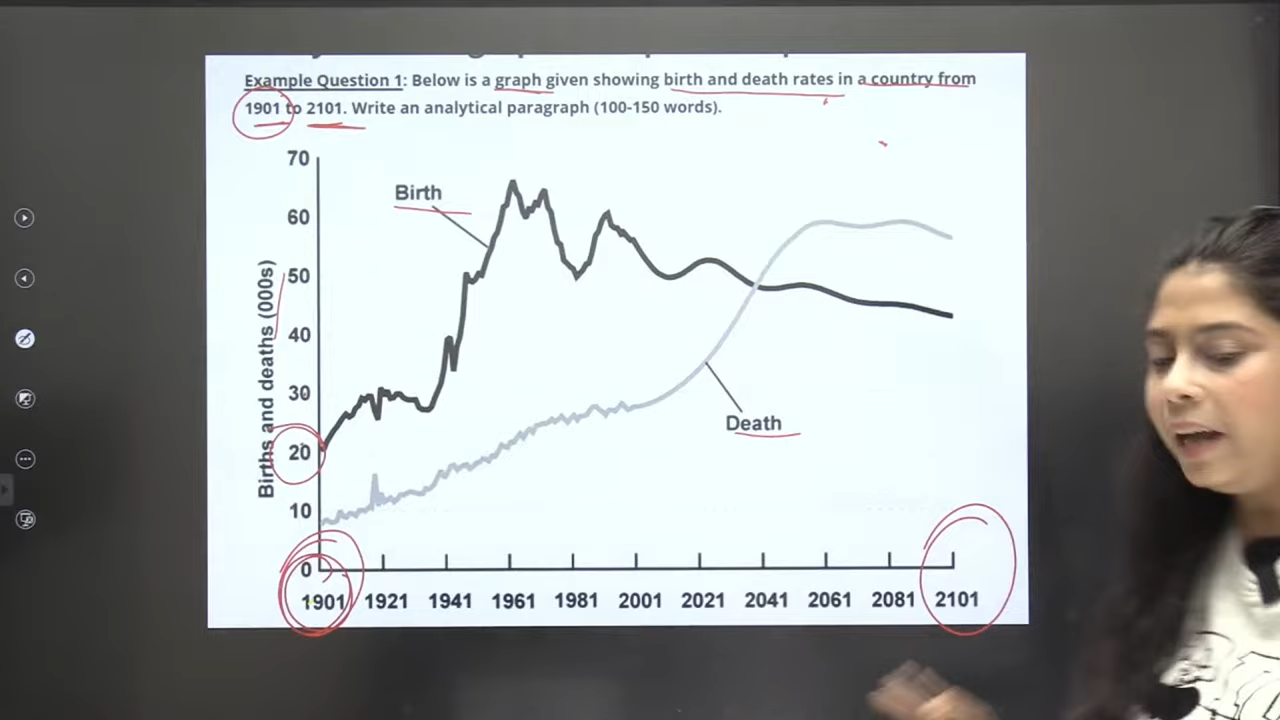 Example Question 1: Below is a graph given showing birth and death rates in a country from
1901 to 2101. Write an analytical paragraph (100-150 words).
70
Birth
60
50
40
30
Death
20
10
0
Births and deaths (000s)
1901 1921 1941 1961 1981 2001 2021 2041 2061 2081 2101